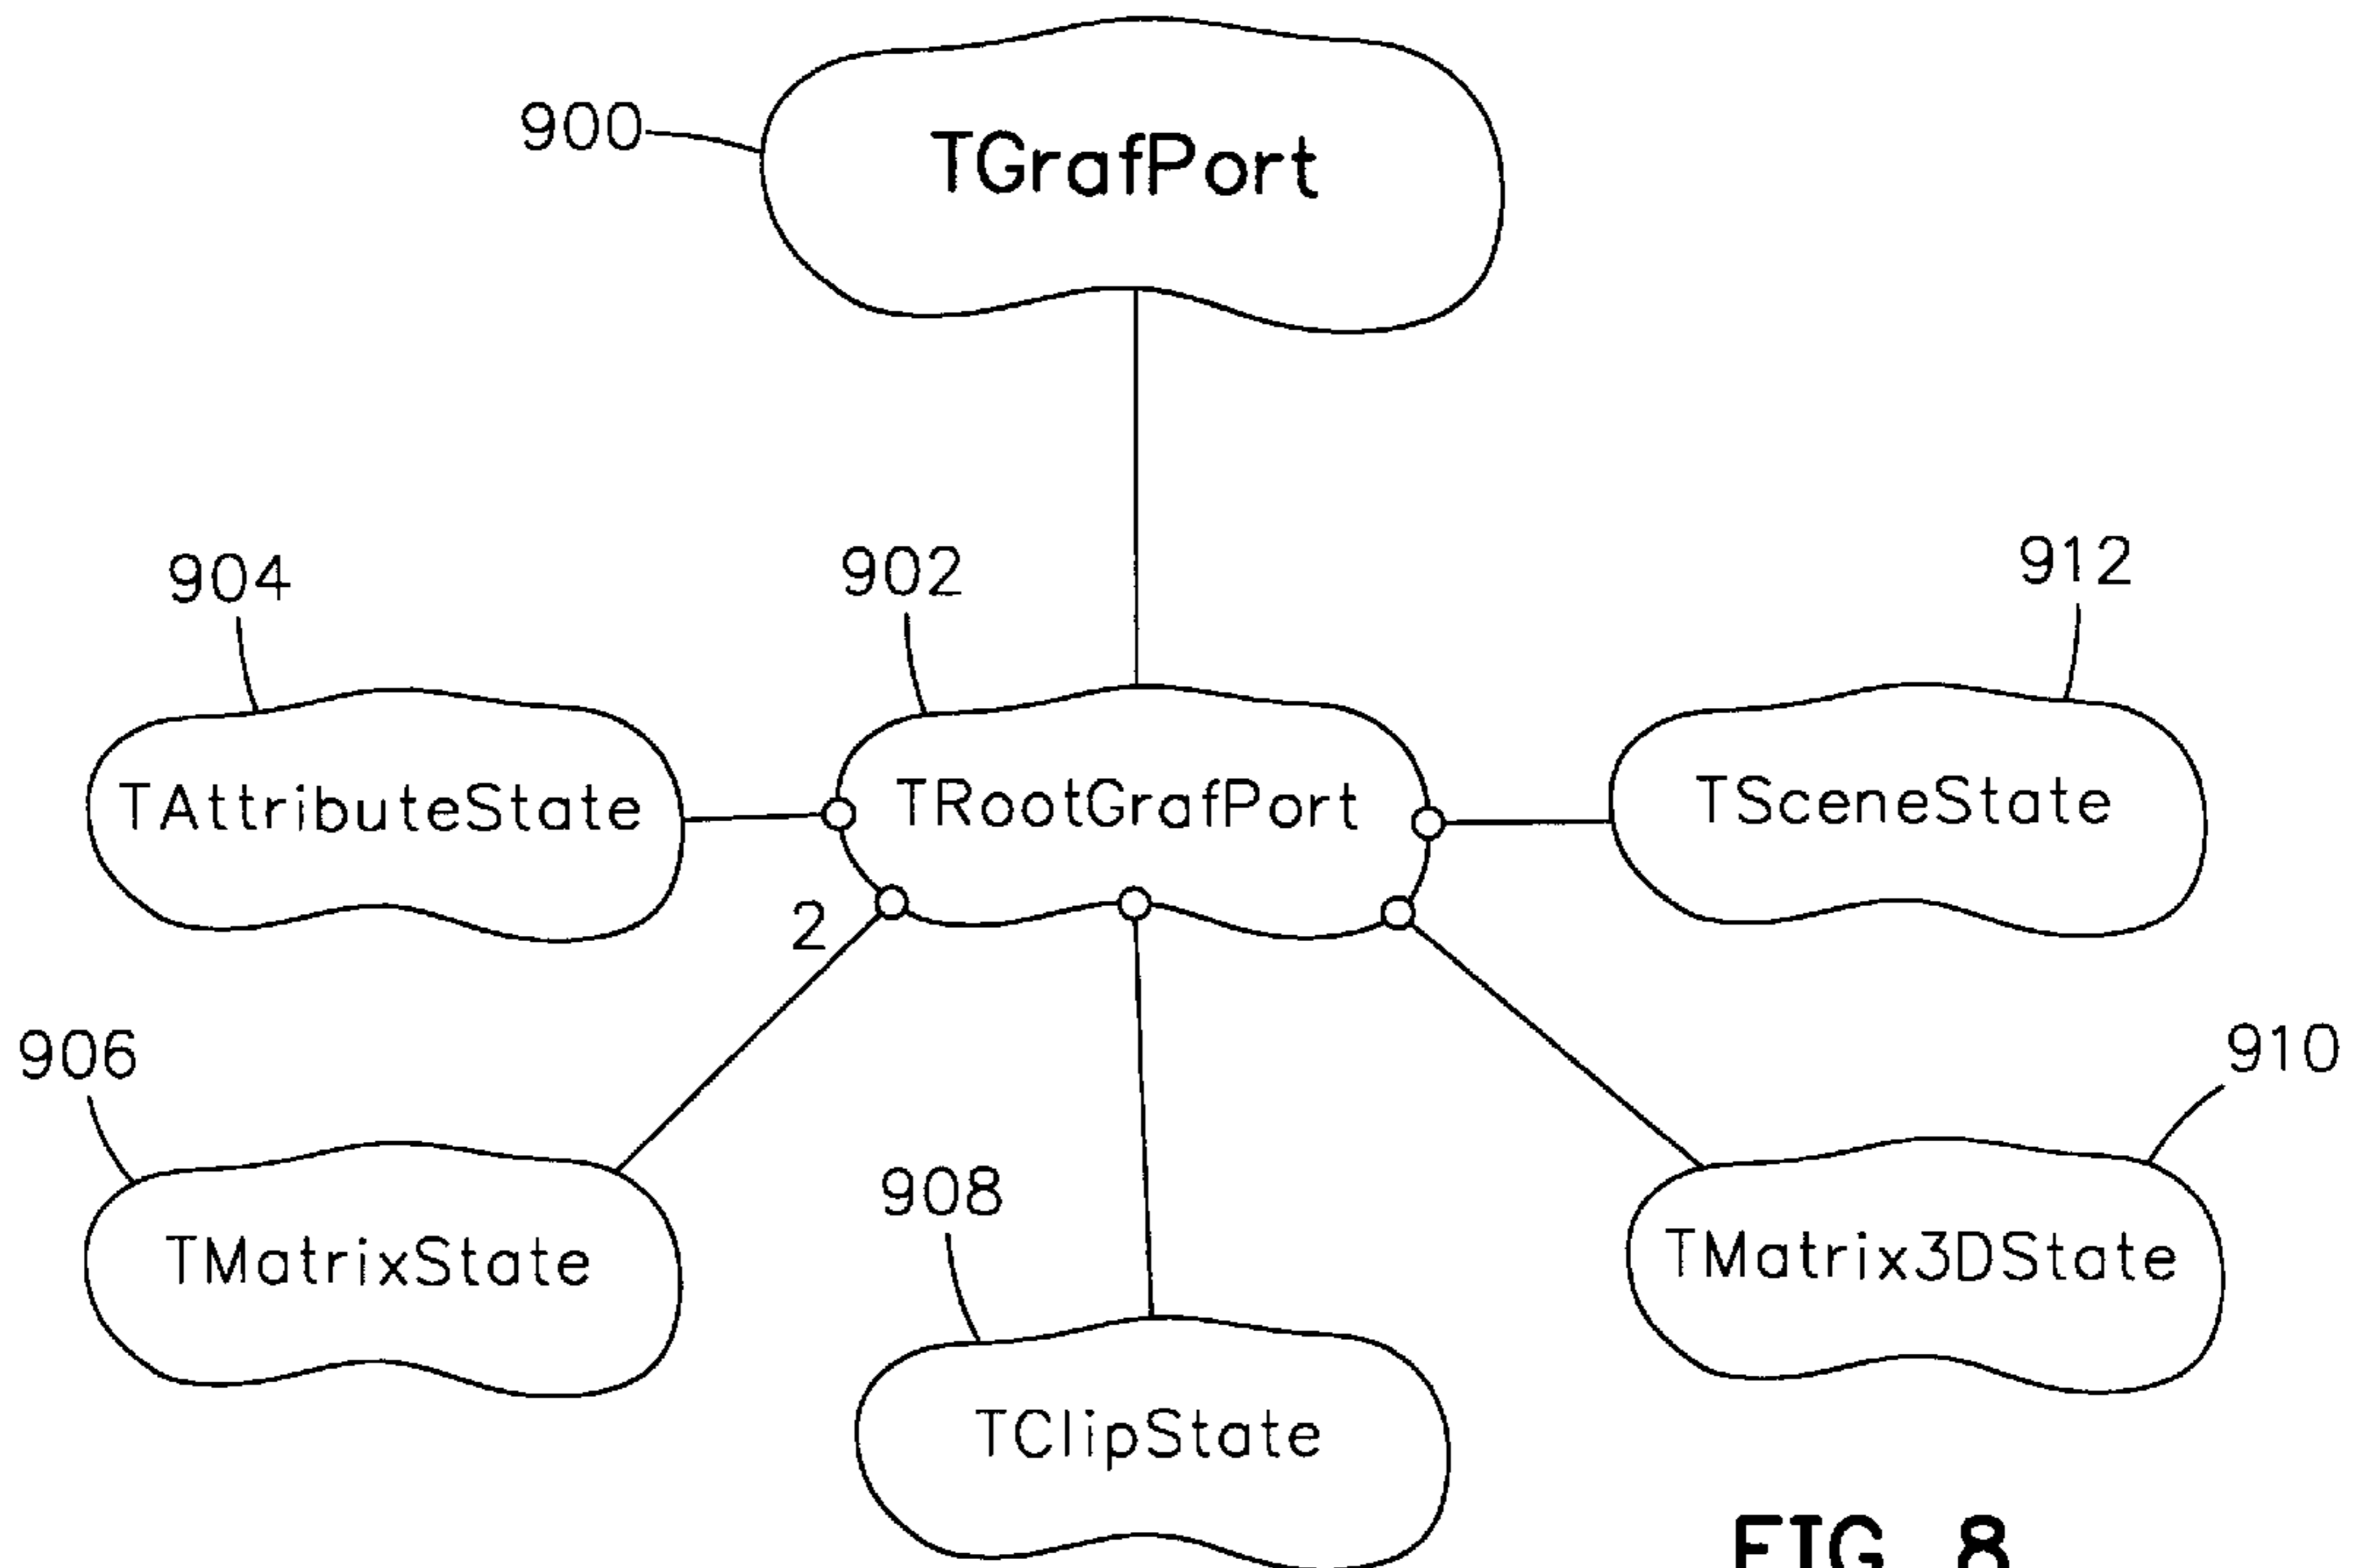 900
TGrafPort
904
902
912
TAttributeState
TRootGrafPort
TSceneState
2
906
910
908
TMatrixState
TMatrix3DState
TClipState
FIG. 8